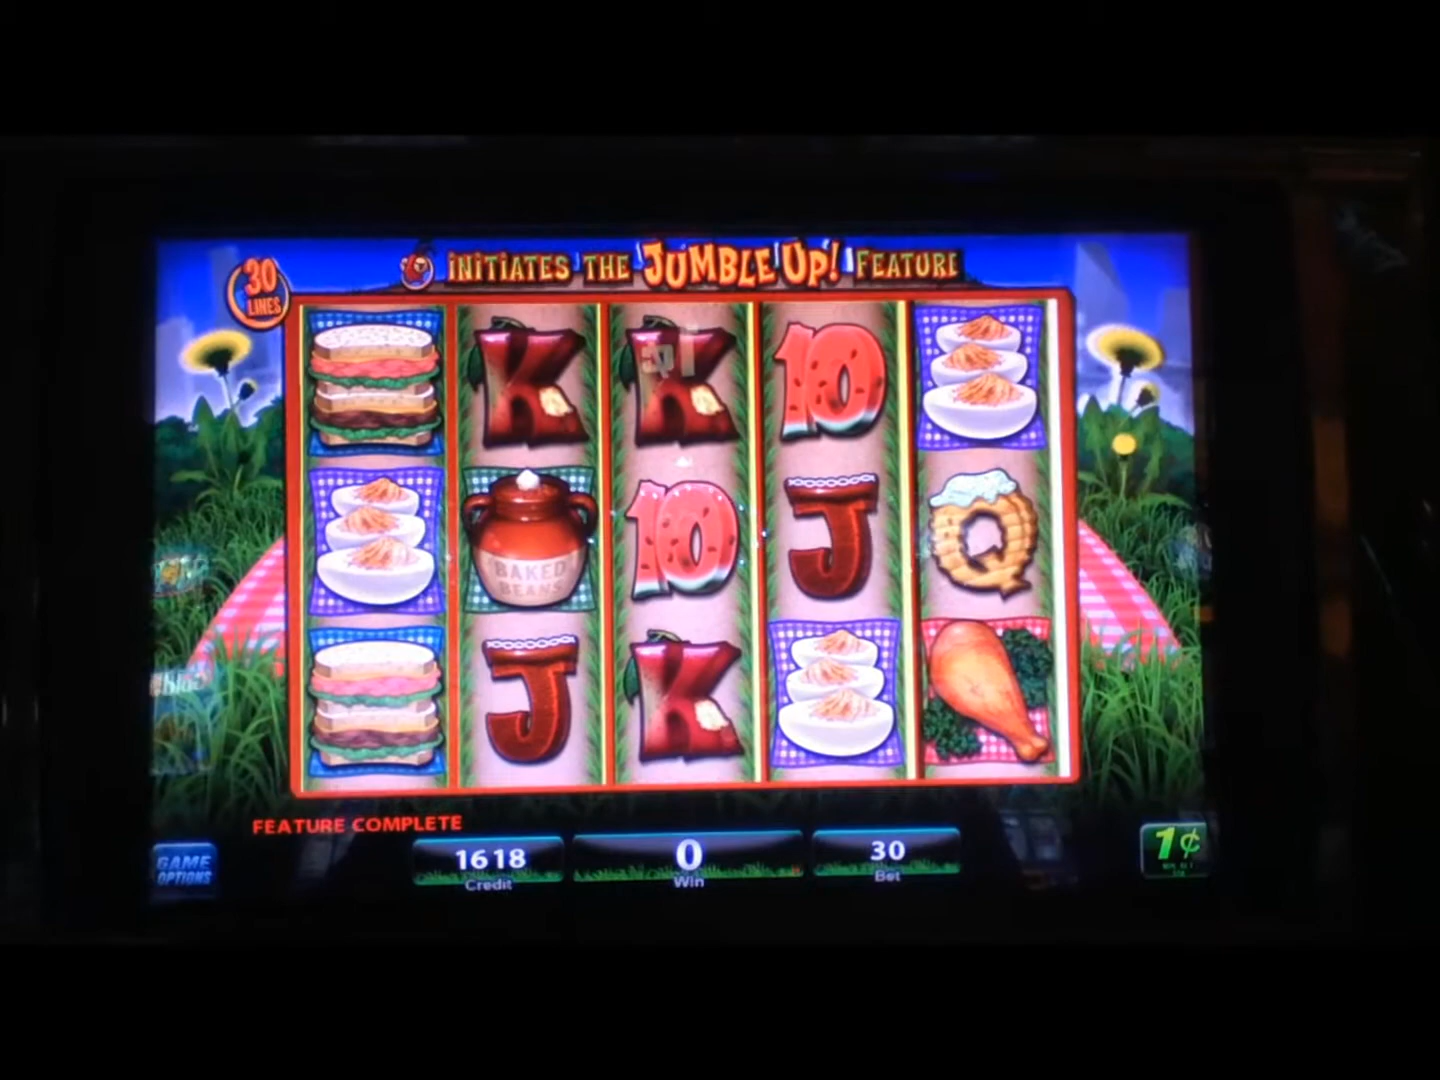 30
LINES
INITIATES THE JUMBLE UP! FEATURE
K
K
10
BAKED
BEANS
10
J
Q
J
K
FEATURE COMPLETE
GAME
OPTIONS
1618
Credit
0
Win
30
Bet
1¢